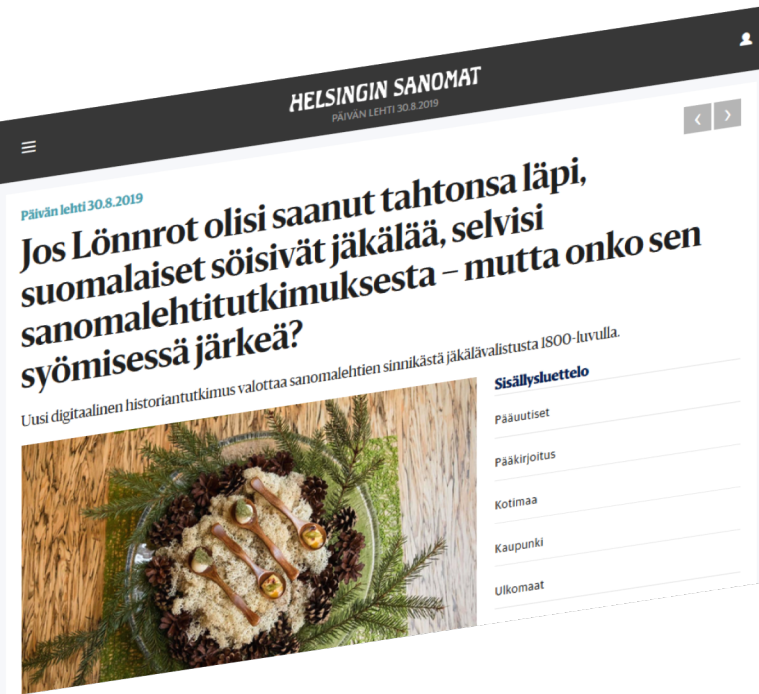 HELSINGIN SANOMAT
PÄIVÄN LEHTI 30.8.2019
Päivän lehti 30.8.2019
Jos Lönnrot olisi saanut tahtonsa läpi,
suomalaiset söisivät jäkälää, selvisi
sanomalehtitutkimuksesta – mutta onko sen
syömisessä järkeä?
Uusi digitaalinen historiantutkimus valottaa sanomalehtien sinnikästä jäkälävalistusta 1800-luvulla.
Sisällysluettelo
Pääuutiset
Pääkirjoitus
Kotimaa
Kaupunki
Ulkomaat